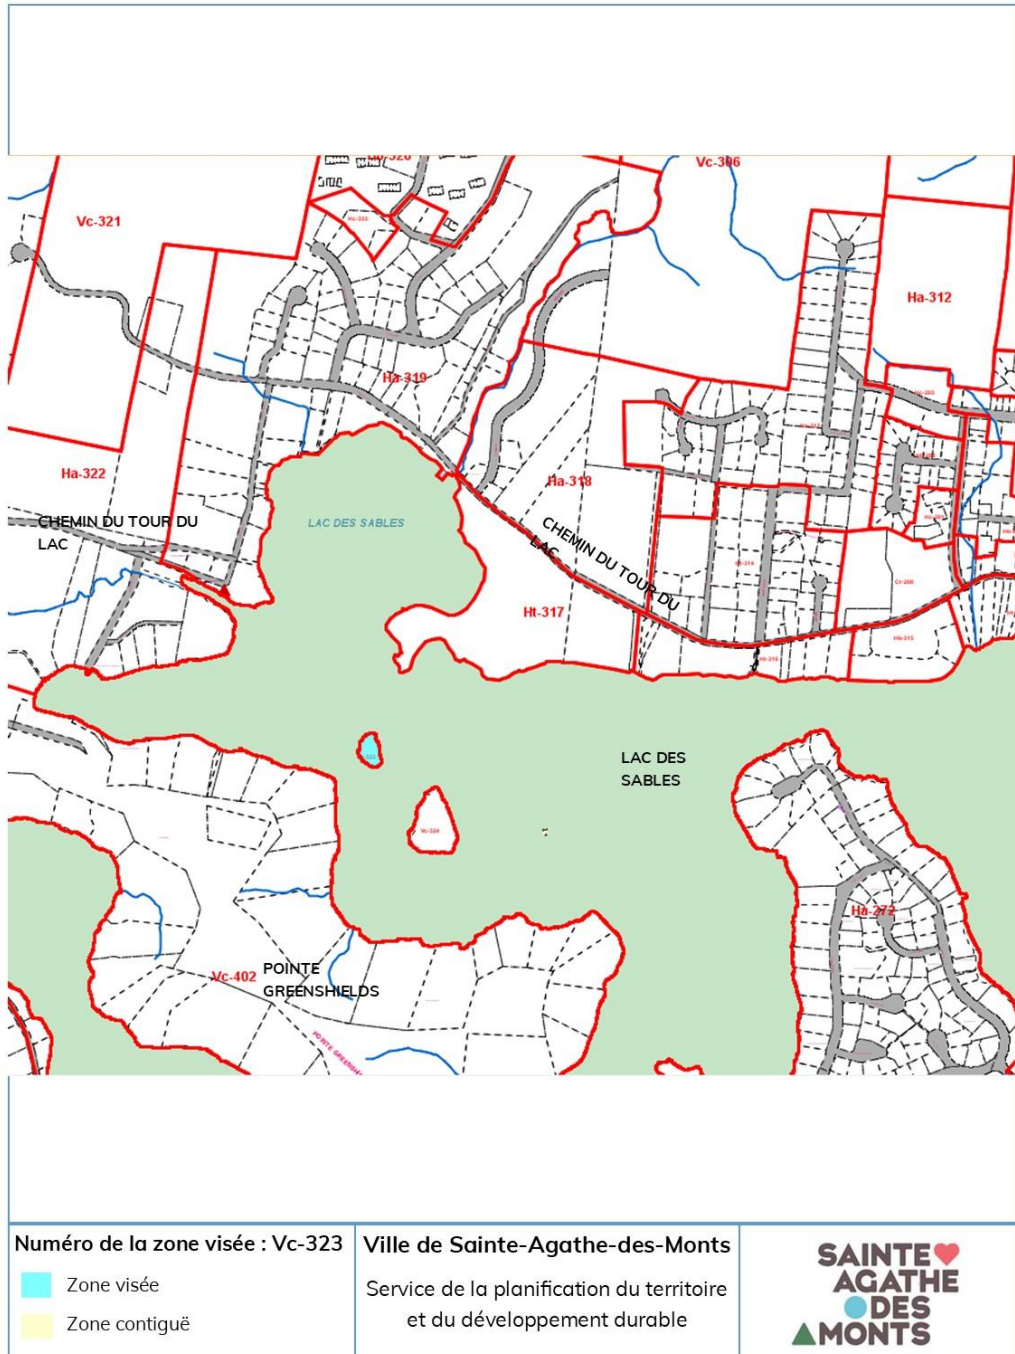 Vc-306
Vc-321
Ha-312
Ha-319
Ha-322
Ha-318
CHEMIN DU TOUR DU
LAC
LAC DES SABLES
CHEMIN DU TOUR DU
LAC
Ht-317
LAC DES
SABLES
Vc-324
Ha-272
Vc-402
POINTE
GREENSHIELDS
Numéro de la zone visée : Vc-323
Zone visée
Zone contiguë
Ville de Sainte-Agathe-des-Monts
Service de la planification du territoire
et du développement durable
SAINTE
AGATHE
DES
MONTS